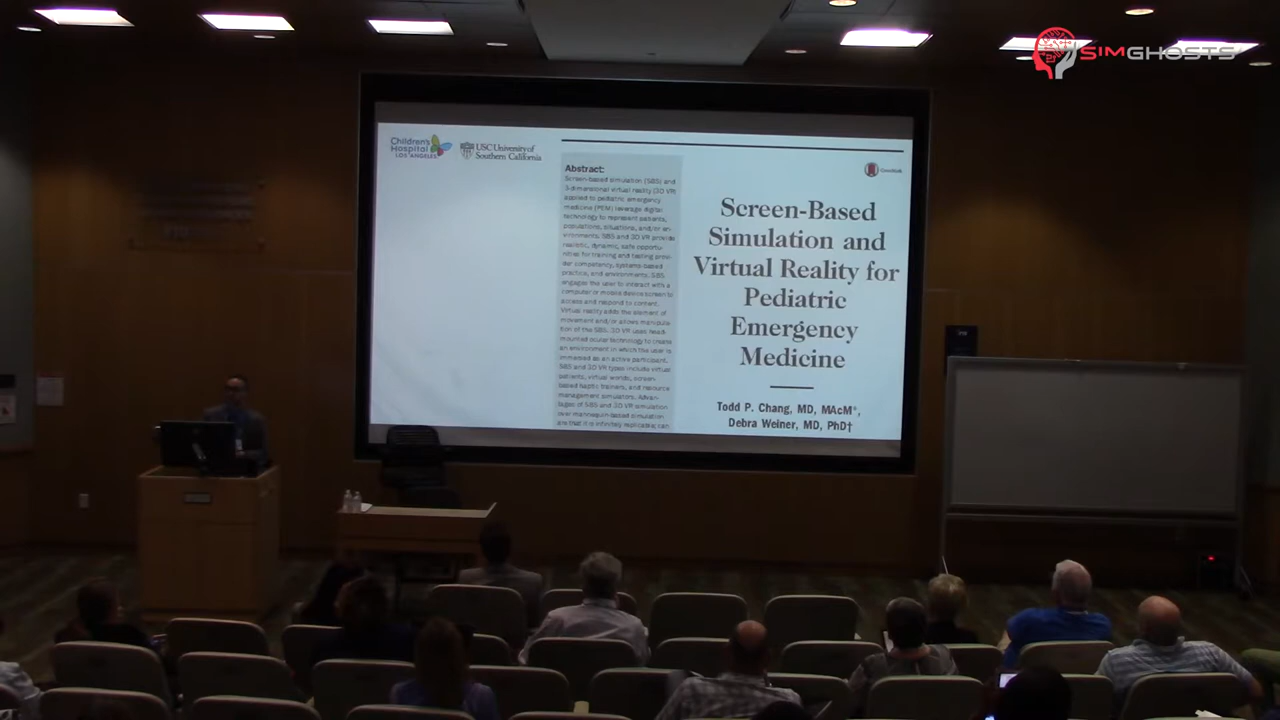 SIMGHOSTS
Children's
Hospital
LOS ANGELES
USC University of
Southern California
CrossMark
Abstract:
Screen-based simulation (SBS) and
3-dimensional virtual reality (3D VR)
applied to pediatric emergency
medicine (PEM) leverage digital
technology to represent patients,
populations, situations, and/or en-
vironments. SBS and 3D VR provide
realistic, dynamic, safe opportu-
nities for training and testing provi-
der competency, systems-based
practice, and environments. SBS
engages the user to interact with a
computer or mobile device screen to
access and respond to content.
Virtual reality adds the element of
movement and/or allows manipula-
tion of the SBS. 3D VR uses head-
mounted ocular technology to create
an environment in which the user is
immersed as an active participant.
SBS and 3D VR types include virtual
patients, virtual worlds, screen-
based haptic trainers, and resource
management simulators. Advan-
tages of SBS and 3D VR simulation
over mannequin-based simulation
are that it is infinitely replicable; can
Screen-Based
Simulation and
Virtual Reality for
Pediatric
Emergency
Medicine
Todd P. Chang, MD, MAcM*,
Debra Weiner, MD, PhD†